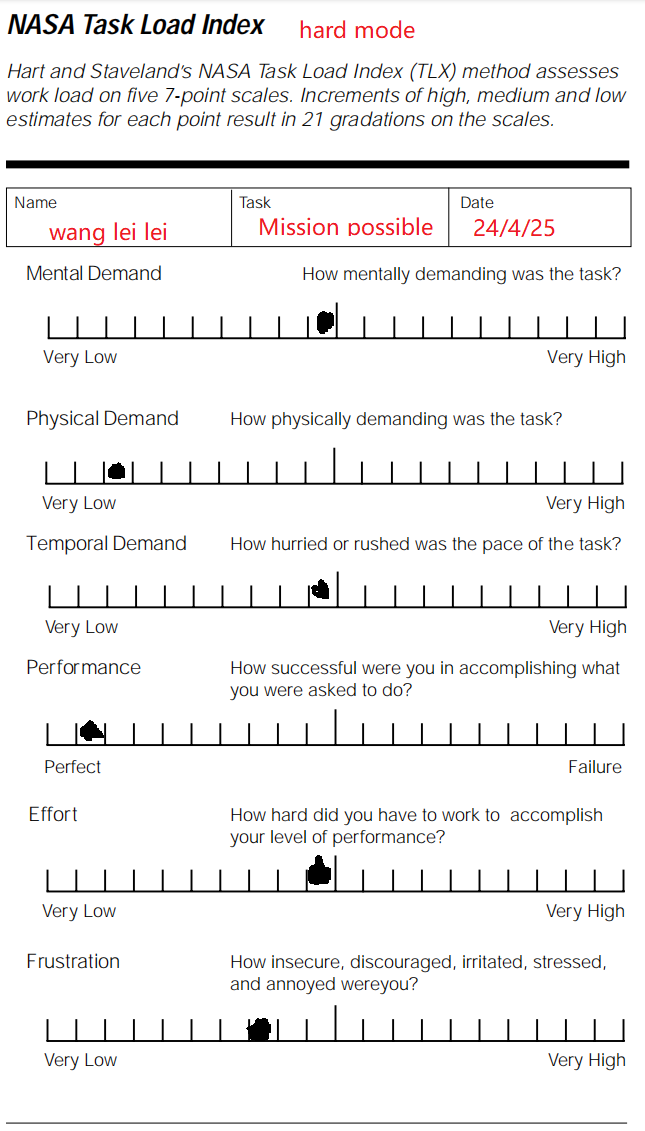 NASA Task Load Index hard mode
Hart and Staveland's NASA Task Load Index (TLX) method assesses
work load on five 7-point scales. Increments of high, medium and low
estimates for each point result in 21 gradations on the scales.
Name Task Date
wang lei lei Mission possible 24/4/25
Mental Demand How mentally demanding was the task?
Very Low Very High
Physical Demand How physically demanding was the task?
Very Low Very High
Temporal Demand How hurried or rushed was the pace of the task?
Very Low Very High
Performance How successful were you in accomplishing what
you were asked to do?
Perfect Failure
Effort How hard did you have to work to accomplish
your level of performance?
Very Low Very High
Frustration How insecure, discouraged, irritated, stressed,
and annoyed wereyou?
Very Low Very High